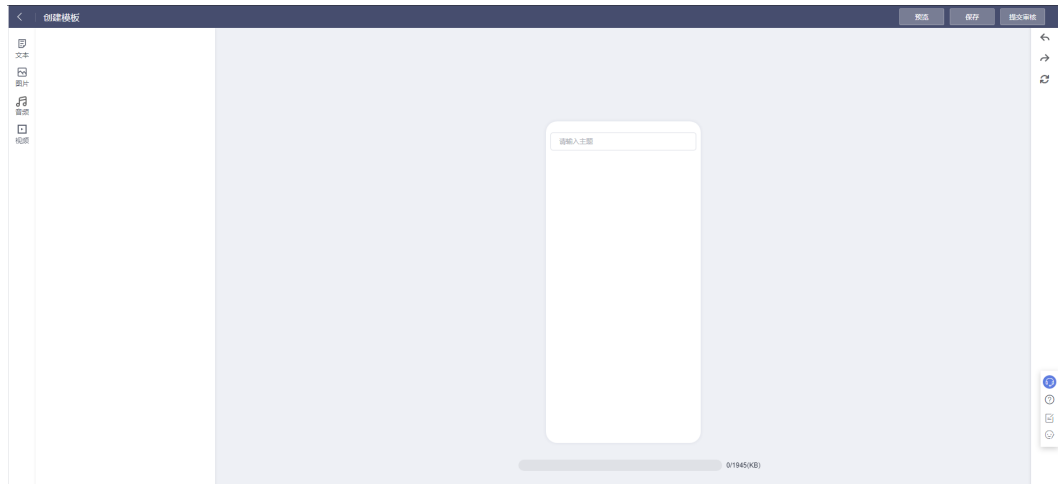 创建模板
预览
保存
提交审核
文本
图片
音频
视频
请输入主题
0/1945(KB)